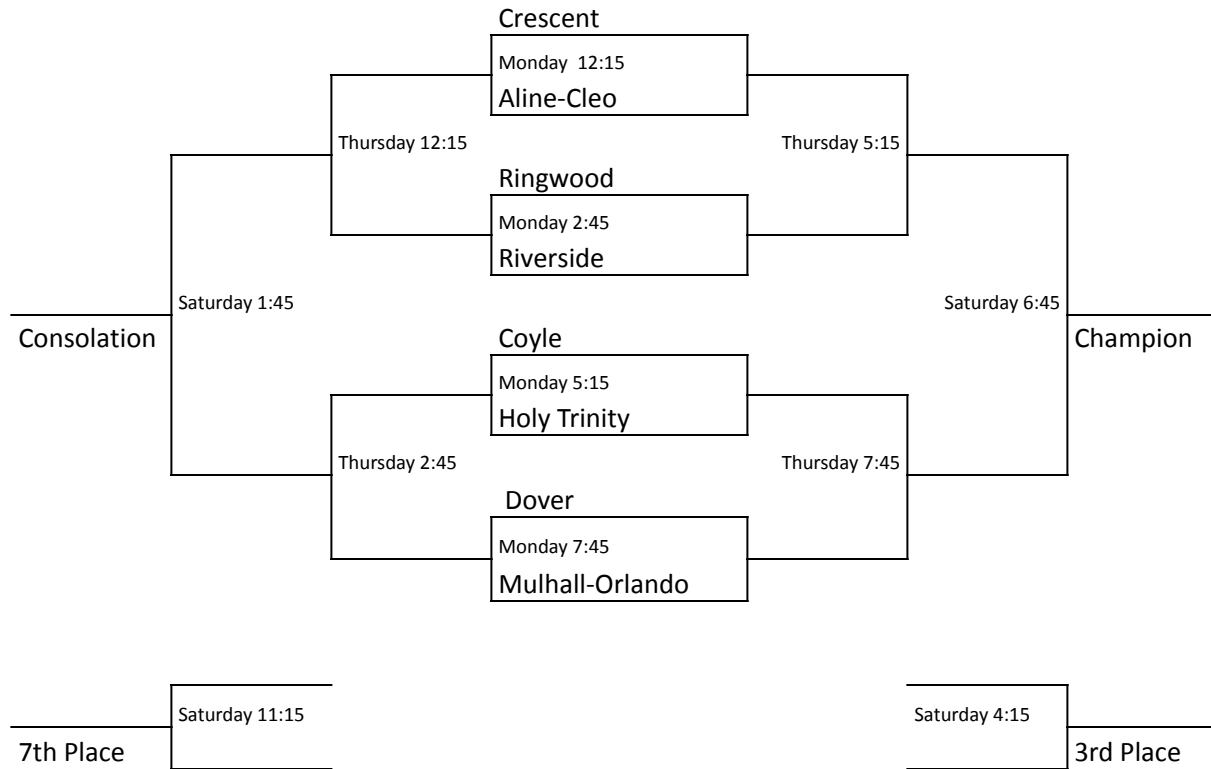 Crescent
Monday  12:15
Aline-Cleo
Thursday 12:15
Thursday 5:15
Ringwood
Monday 2:45
Riverside
Saturday 1:45
Saturday 6:45
Consolation
Champion
Coyle
Monday 5:15
Holy Trinity
Thursday 2:45
Thursday 7:45
Dover
Monday 7:45
Mulhall-Orlando
Saturday 11:15
Saturday 4:15
7th Place
3rd Place